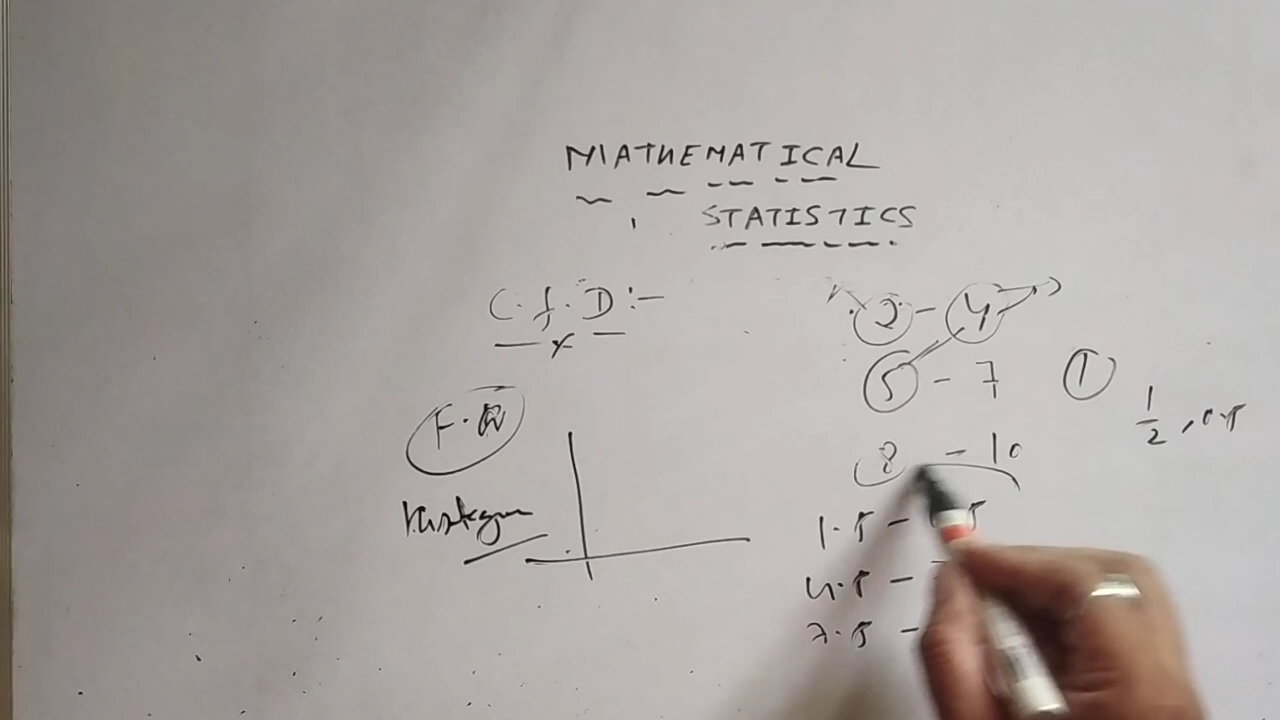 MATHEMATICAL
STATISTICS
C.f.D:-
2 - 4
5 - 7
1
1/2, 0.5
8 - 10
1.5 -
4.5 -
7.5 -